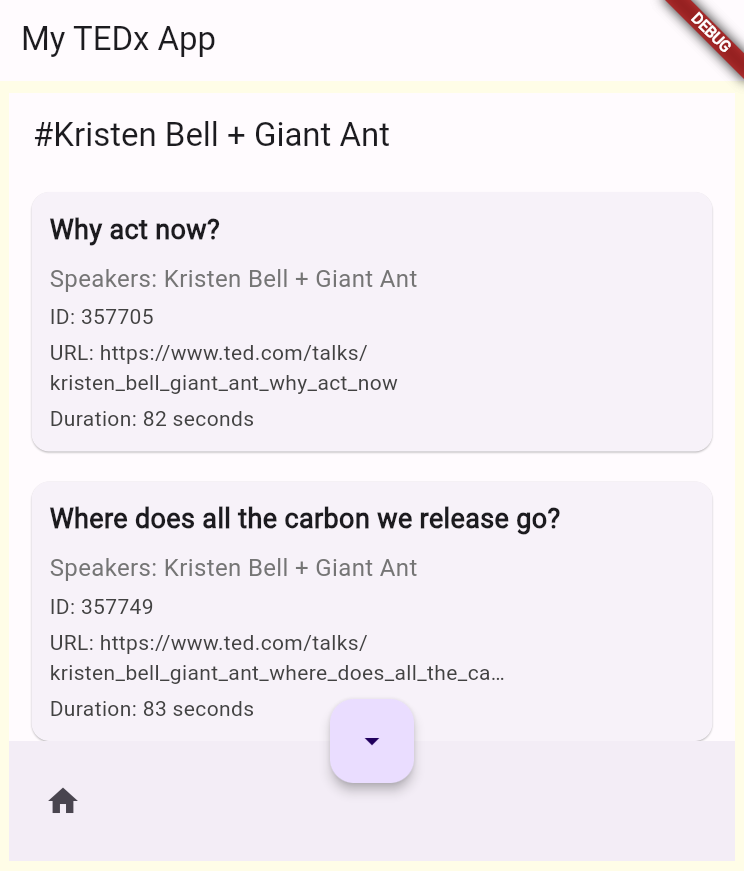 My TEDx App
DEBUG
#Kristen Bell + Giant Ant
Why act now?
Speakers: Kristen Bell + Giant Ant
ID: 357705
URL: https://www.ted.com/talks/
kristen_bell_giant_ant_why_act_now
Duration: 82 seconds
Where does all the carbon we release go?
Speakers: Kristen Bell + Giant Ant
ID: 357749
URL: https://www.ted.com/talks/
kristen_bell_giant_ant_where_does_all_the_ca…
Duration: 83 seconds